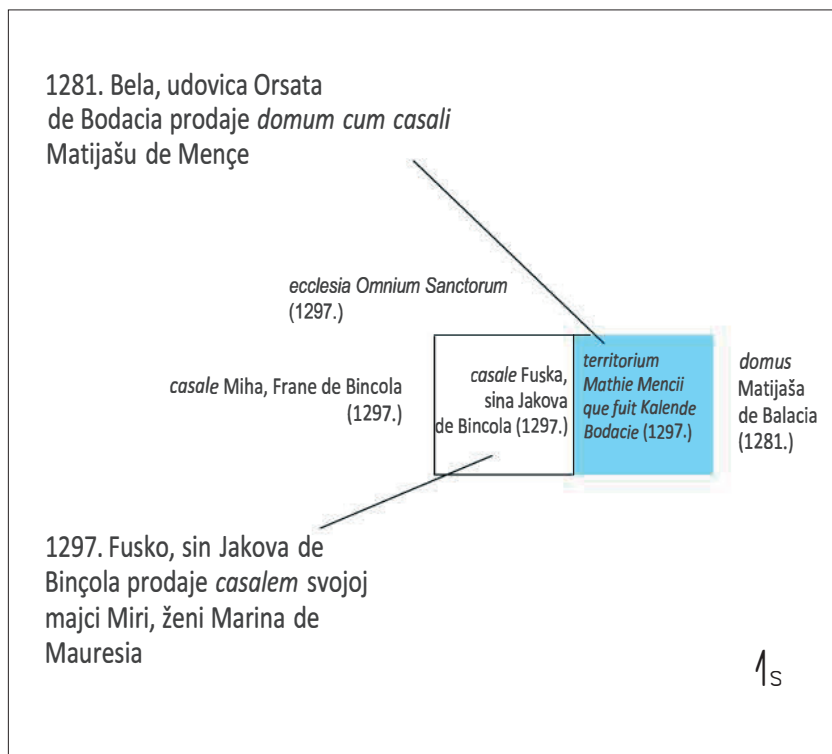 1281. Bela, udovica Orsata
de Bodacia prodaje domum cum casali
Matijašu de Mençe
ecclesia Omnium Sanctorum
(1297.)
casale Miha, Frane de Bincola
(1297.)
casale Fuska,
sina Jakova
de Bincola (1297.)
territorium
Mathie Mencii
que fuit Kalende
Bodacie (1297.)
domus
Matijaša
de Balacia
(1281.)
1297. Fusko, sin Jakova de
Binçola prodaje casalem svojoj
majci Miri, ženi Marina de
Mauresia
S